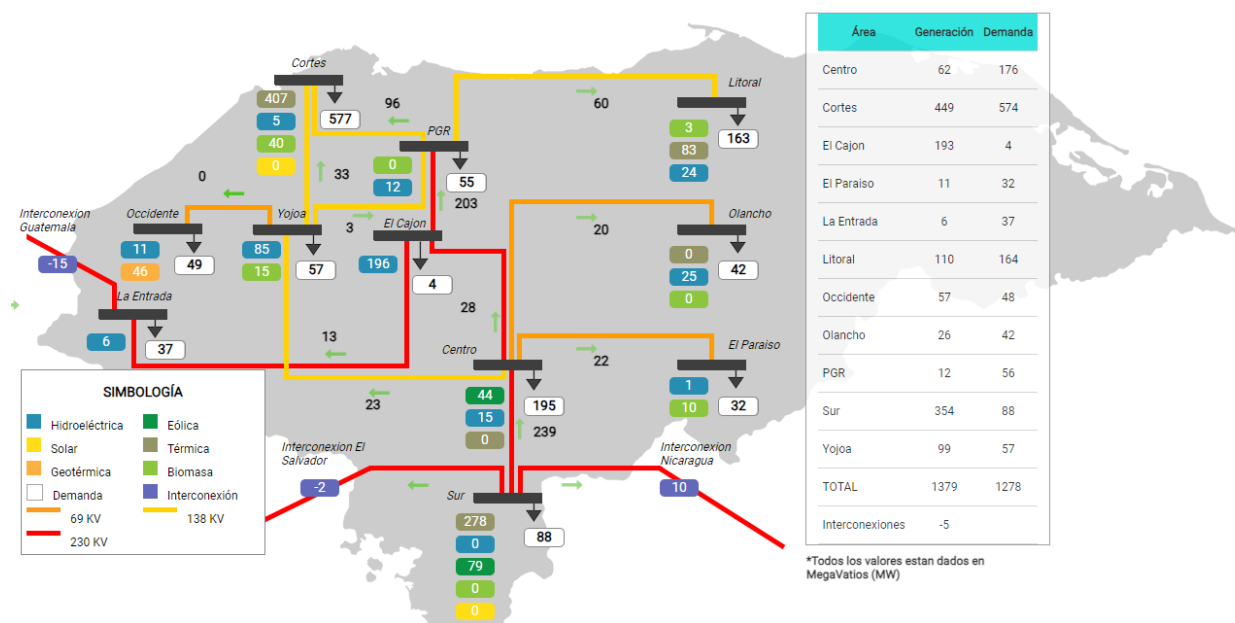 Cortes
407
5
40
0
577
96
PGR
0
12
55
203
60
Litoral
3
83
24
163
0
33
Interconexion
Guatemala
-15
Occidente
11
46
49
Yojoa
85
15
57
3
El Cajon
196
4
20
Olancho
0
25
0
42
La Entrada
6
37
13
28
23
Centro
44
15
0
195
239
22
El Paraiso
1
10
32
Interconexion El
Salvador
-2
Interconexion
Nicaragua
10
Sur
278
0
79
0
0
88
SIMBOLOGÍA
Hidroeléctrica Eólica
Solar Térmica
Geotérmica Biomasa
Demanda Interconexión
69 KV 138 KV
230 KV
Área Generación Demanda
Centro 62 176
Cortes 449 574
El Cajon 193 4
El Paraiso 11 32
La Entrada 6 37
Litoral 110 164
Occidente 57 48
Olancho 26 42
PGR 12 56
Sur 354 88
Yojoa 99 57
TOTAL 1379 1278
Interconexiones -5
*Todos los valores estan dados en
MegaVatios (MW)